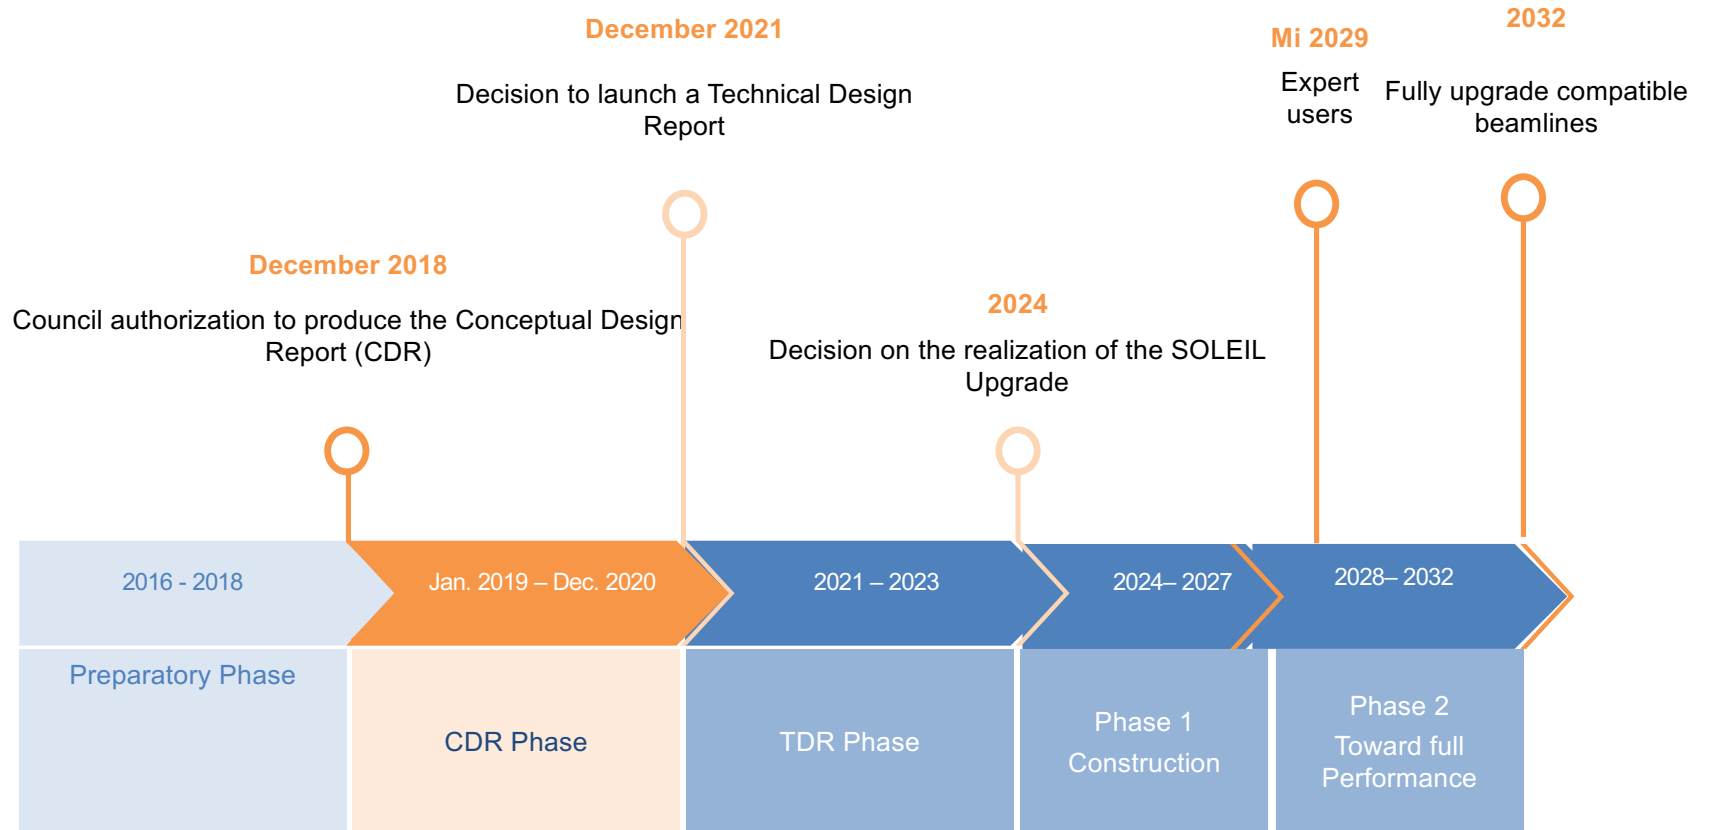 December 2021
Decision to launch a Technical Design
Report
Mi 2029
Expert
users
2032
Fully upgrade compatible
beamlines
December 2018
Council authorization to produce the Conceptual Design
Report (CDR)
2024
Decision on the realization of the SOLEIL
Upgrade
2016 - 2018
Jan. 2019 – Dec. 2020
2021 – 2023
2024– 2027
2028– 2032
Preparatory Phase
CDR Phase
TDR Phase
Phase 1
Construction
Phase 2
Toward full
Performance